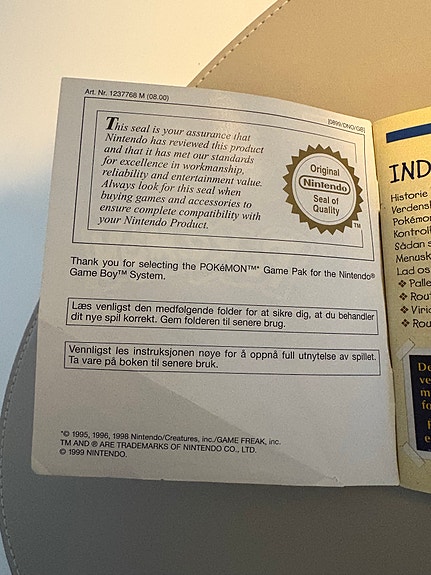 Art. Nr. 1237768 M (08.00)
[0899/DNO/GB]
This seal is your assurance that
Nintendo has reviewed this product
and that it has met our standards
for excellence in workmanship,
reliability and entertainment value.
Always look for this seal when
buying games and accessories to
ensure complete compatibility with
your Nintendo Product.
Original
Nintendo
Seal of
Quality
TM
Thank you for selecting the POKéMON™* Game Pak for the Nintendo®
Game Boy™ System.
Læs venligst den medfølgende folder for at sikre dig, at du behandler
dit nye spil korrekt. Gem folderen til senere brug.
Vennligst les instruksjonen nøye for å oppnå full utnytelse av spillet.
Ta vare på boken til senere bruk.
*© 1995, 1996, 1998 Nintendo/Creatures, inc./GAME FREAK, inc.
TM AND ® ARE TRADEMARKS OF NINTENDO CO., LTD.
© 1999 NINTENDO.
IND
Historie
Verdensk
Pokémon
Kontroll
Sådan s
Menusk
Lad os
❖ Palle
❖ Rout
❖ Viric
❖ Rou